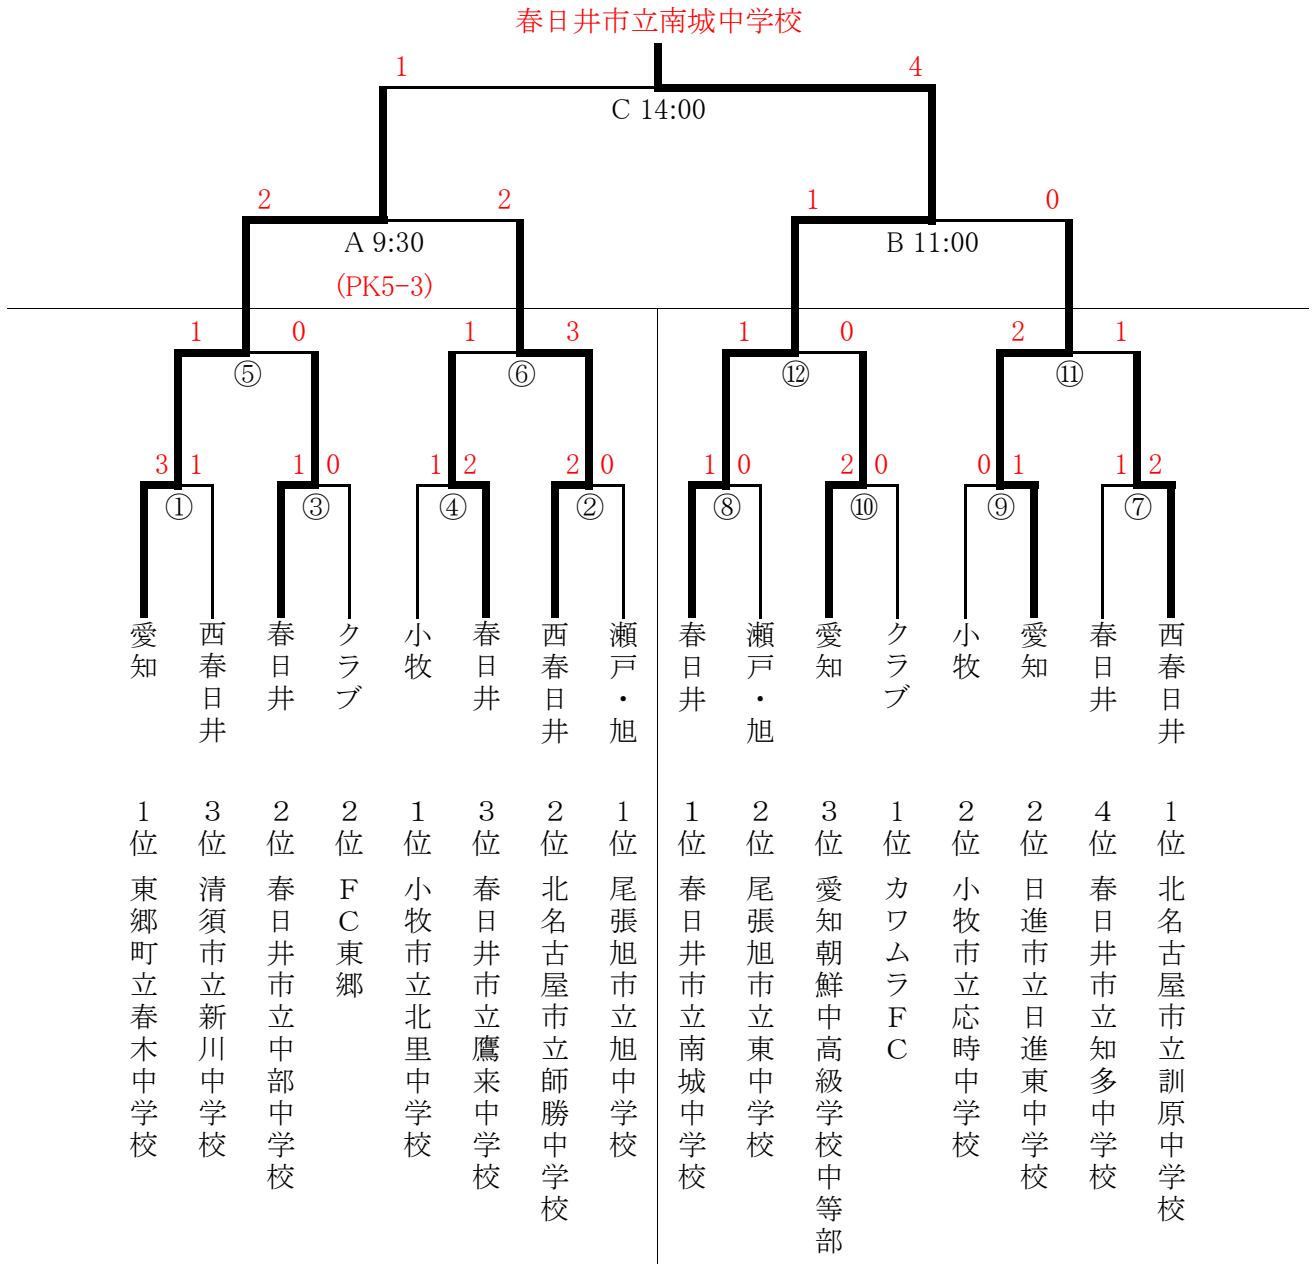 春日井市立南城中学校
1 4
C 14:00
2 2 1 0
A 9:30 B 11:00
(PK5-3)
1 0 1 3 1 0 2 1
⑤ ⑥ ⑫ ⑪
3 1 1 0 1 2 2 0 1 0 2 0 0 1 1 2
① ③ ④ ② ⑧ ⑩ ⑨ ⑦
愛知
西春日井
春日井
クラブ
小牧
春日井
西春日井
瀬戸・旭
春日井
瀬戸・旭
愛知
クラブ
小牧
愛知
春日井
西春日井
1位 東郷町立春木中学校
3位 清須市立新川中学校
2位 春日井市立中部中学校
2位 FC東郷
1位 小牧市立北里中学校
3位 春日井市立鷹来中学校
2位 北名古屋市立師勝中学校
1位 尾張旭市立旭中学校
1位 春日井市立南城中学校
2位 尾張旭市立東中学校
3位 愛知朝鮮中高級学校中等部
1位 カワムラFC
2位 小牧市立応時中学校
2位 日進市立日進東中学校
4位 春日井市立知多中学校
1位 北名古屋市立訓原中学校